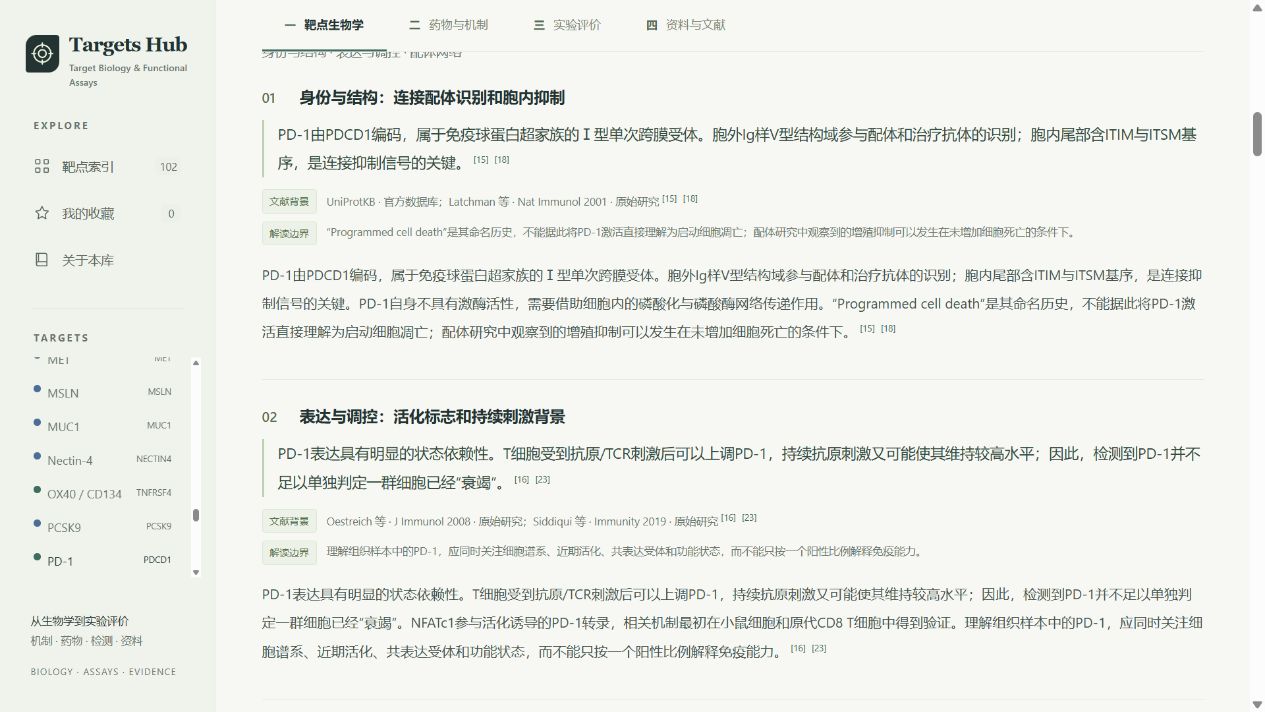 Targets Hub
Target Biology & Functional
Assays
EXPLORE
靶点索引 102
我的收藏 0
关于本库
TARGETS
MET MET
MSLN MSLN
MUC1 MUC1
Nectin-4 NECTIN4
OX40 / CD134 TNFRSF4
PCSK9 PCSK9
PD-1 PDCD1
从生物学到实验评价
机制 · 药物 · 检测 · 资料
BIOLOGY · ASSAYS · EVIDENCE
一 靶点生物学 二 药物与机制 三 实验评价 四 资料与文献
身份与结构 · 表达与调控 · 配体网络
01 身份与结构：连接配体识别和胞内抑制
PD-1由PDCD1编码，属于免疫球蛋白超家族的Ⅰ型单次跨膜受体。胞外Ig样V型结构域参与配体和治疗抗体的识别；胞内尾部含ITIM与ITSM基
序，是连接抑制信号的关键。 [15] [18]
文献背景 UniProtKB · 官方数据库；Latchman 等 · Nat Immunol 2001 · 原始研究 [15] [18]
解读边界 “Programmed cell death”是其命名历史，不能据此将PD-1激活直接理解为启动细胞凋亡；配体研究中观察到的增殖抑制可以发生在未增加细胞死亡的条件下。
PD-1由PDCD1编码，属于免疫球蛋白超家族的Ⅰ型单次跨膜受体。胞外Ig样V型结构域参与配体和治疗抗体的识别；胞内尾部含ITIM与ITSM基序，是连接抑
制信号的关键。PD-1自身不具有激酶活性，需要借助细胞内的磷酸化与磷酸酶网络传递作用。“Programmed cell death”是其命名历史，不能据此将PD-1激
活直接理解为启动细胞凋亡；配体研究中观察到的增殖抑制可以发生在未增加细胞死亡的条件下。 [15] [18]
02 表达与调控：活化标志和持续刺激背景
PD-1表达具有明显的状态依赖性。T细胞受到抗原/TCR刺激后可以上调PD-1，持续抗原刺激又可能使其维持较高水平；因此，检测到PD-1并不
足以单独判定一群细胞已经“衰竭”。 [16] [23]
文献背景 Oestreich 等 · J Immunol 2008 · 原始研究；Siddiqui 等 · Immunity 2019 · 原始研究 [16] [23]
解读边界 理解组织样本中的PD-1，应同时关注细胞谱系、近期活化、共表达受体和功能状态，而不能只按一个阳性比例解释免疫能力。
PD-1表达具有明显的状态依赖性。T细胞受到抗原/TCR刺激后可以上调PD-1，持续抗原刺激又可能使其维持较高水平；因此，检测到PD-1并不足以单独判
定一群细胞已经“衰竭”。NFATc1参与活化诱导的PD-1转录，相关机制最初在小鼠细胞和原代CD8 T细胞中得到验证。理解组织样本中的PD-1，应同时关注细
胞谱系、近期活化、共表达受体和功能状态，而不能只按一个阳性比例解释免疫能力。 [16] [23]